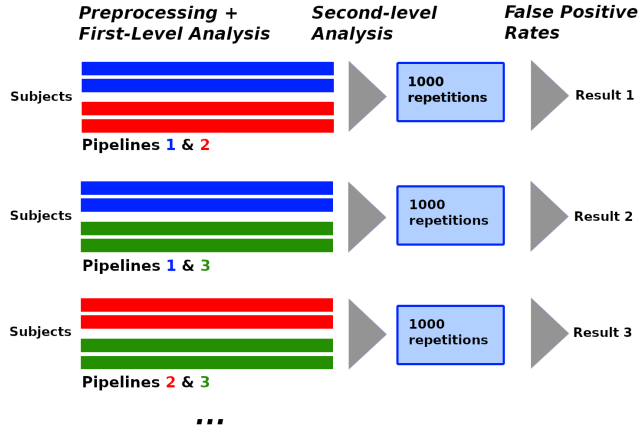 Preprocessing +
First-Level Analysis
Second-level
Analysis
False Positive
Rates
Subjects
1000
repetitions
Result 1
Pipelines 1 & 2
Subjects
1000
repetitions
Result 2
Pipelines 1 & 3
Subjects
1000
repetitions
Result 3
Pipelines 2 & 3
...